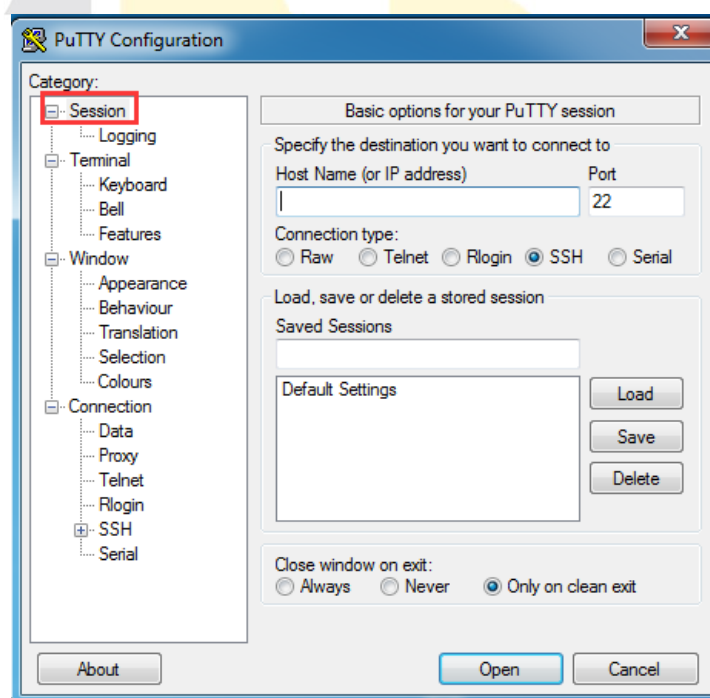 PuTTY Configuration
X
Category:
Session
Logging
Terminal
Keyboard
Bell
Features
Window
Appearance
Behaviour
Translation
Selection
Colours
Connection
Data
Proxy
Telnet
Rlogin
SSH
Serial
Basic options for your PuTTY session
Specify the destination you want to connect to
Host Name (or IP address) Port
22
Connection type:
Raw Telnet Rlogin SSH Serial
Load, save or delete a stored session
Saved Sessions
Default Settings
Load
Save
Delete
Close window on exit:
Always Never Only on clean exit
About Open Cancel